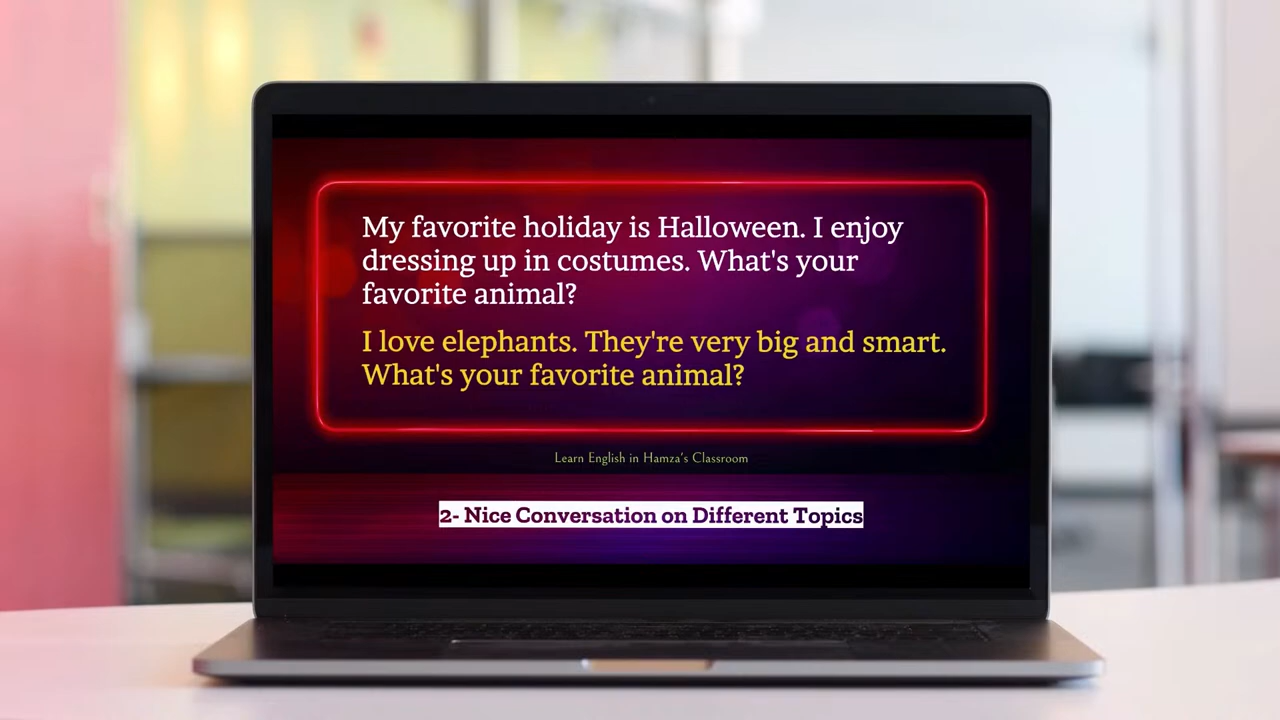 My favorite holiday is Halloween. I enjoy
dressing up in costumes. What's your
favorite animal?
I love elephants. They're very big and smart.
What's your favorite animal?
Learn English in Hamza's Classroom
2- Nice Conversation on Different Topics